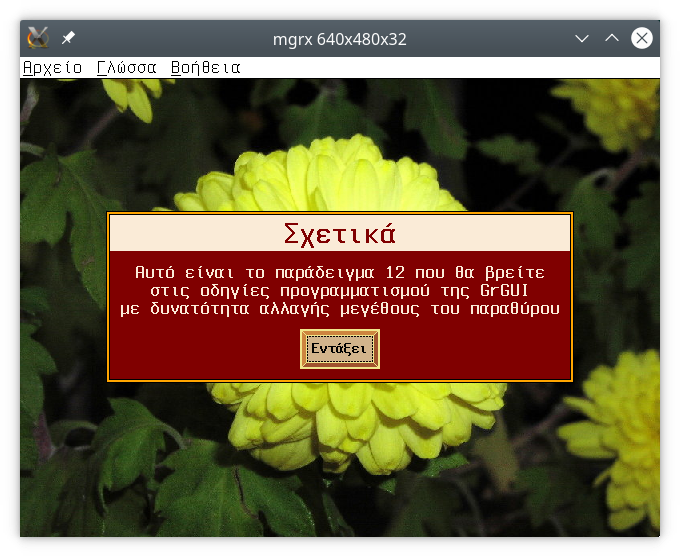 mgrx 640x480x32
Αρχείο Γλώσσα Βοήθεια
Σχετικά
Αυτό είναι το παράδειγμα 12 που θα βρείτε
στις οδηγίες προγραμματισμού της GrGUI
με δυνατότητα αλλαγής μεγέθους του παραθύρου
Εντάξει